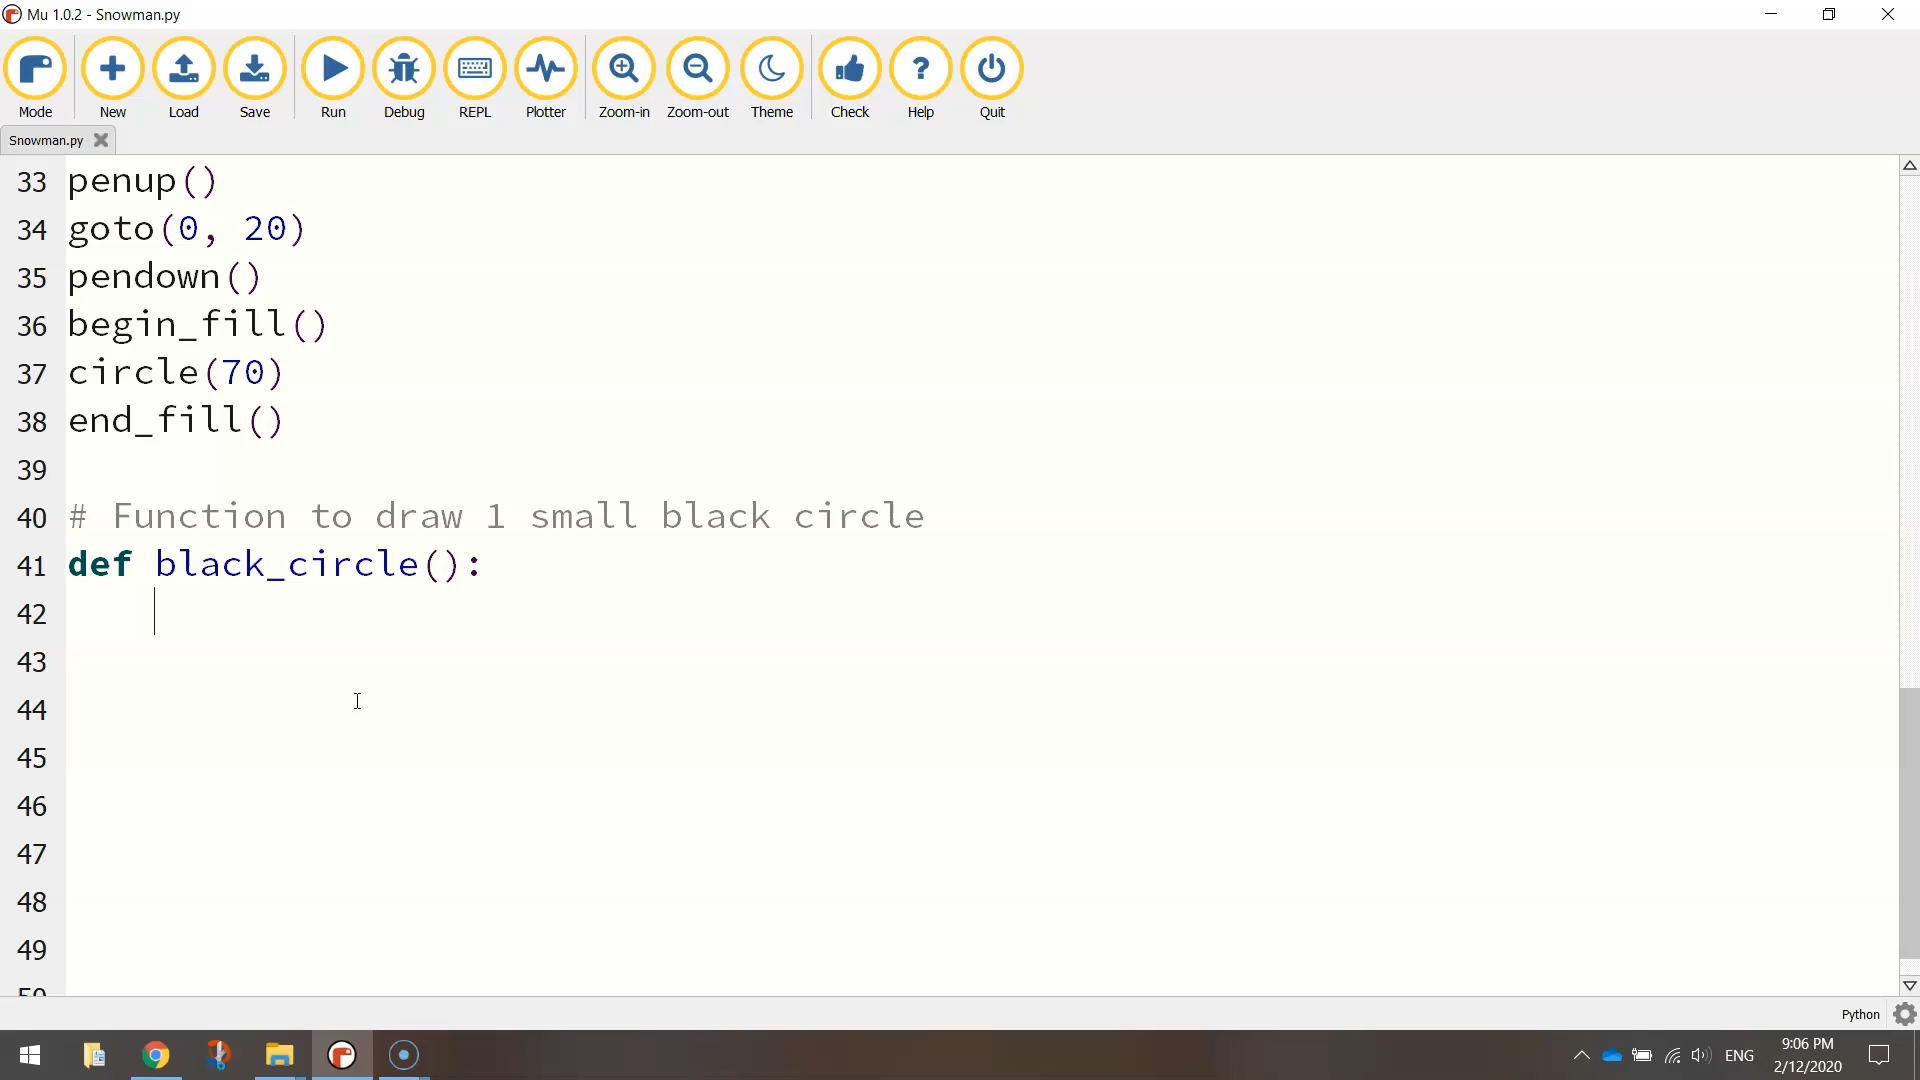 Mu 1.0.2 - Snowman.py
Mode New Load Save Run Debug REPL Plotter Zoom-in Zoom-out Theme Check ? Help Quit
Snowman.py
33 penup()
34 goto(0, 20)
35 pendown()
36 begin_fill()
37 circle(70)
38 end_fill()
39
40 # Function to draw 1 small black circle
41 def black_circle():
42
43
44
45
46
47
48
49
50
Python
ENG
9:06 PM
2/12/2020